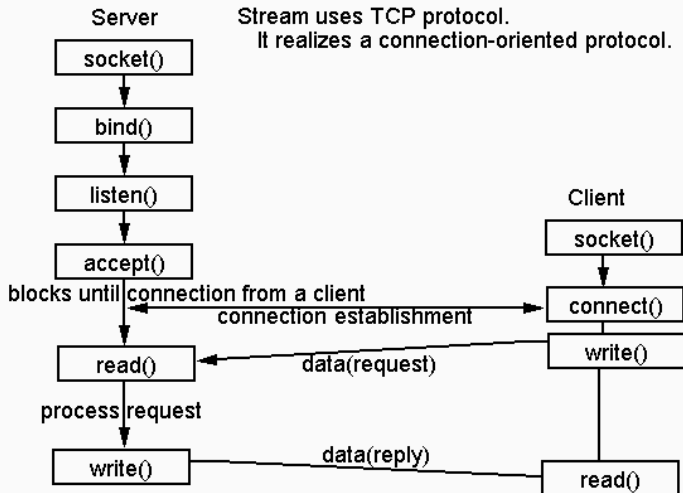 Server
Stream uses TCP protocol.
It realizes a connection-oriented protocol.
socket()
bind()
listen()
Client
accept()
socket()
blocks until connection from a client
connect()
connection establishment
read()
data(request)
write()
process request
write()
data(reply)
read()